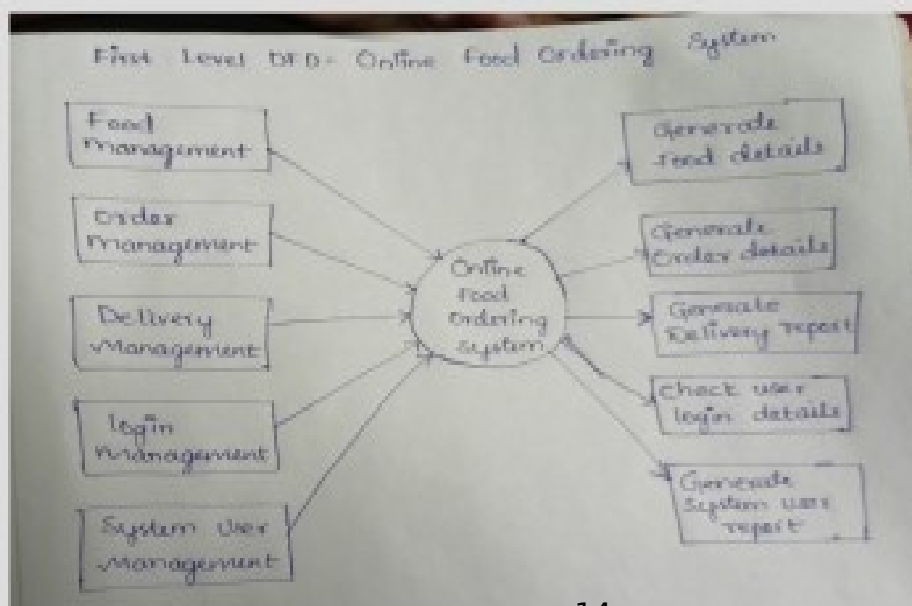 First Level DFD- Online Food Ordering System
Food
Management
Order
Management
Delivery
Management
login
Management
System User
Management
Online
Food
Ordering
System
Generate
Food details
Generate
Order details
Generate
Delivery report
Check user
login details
Generate
System user
report
14